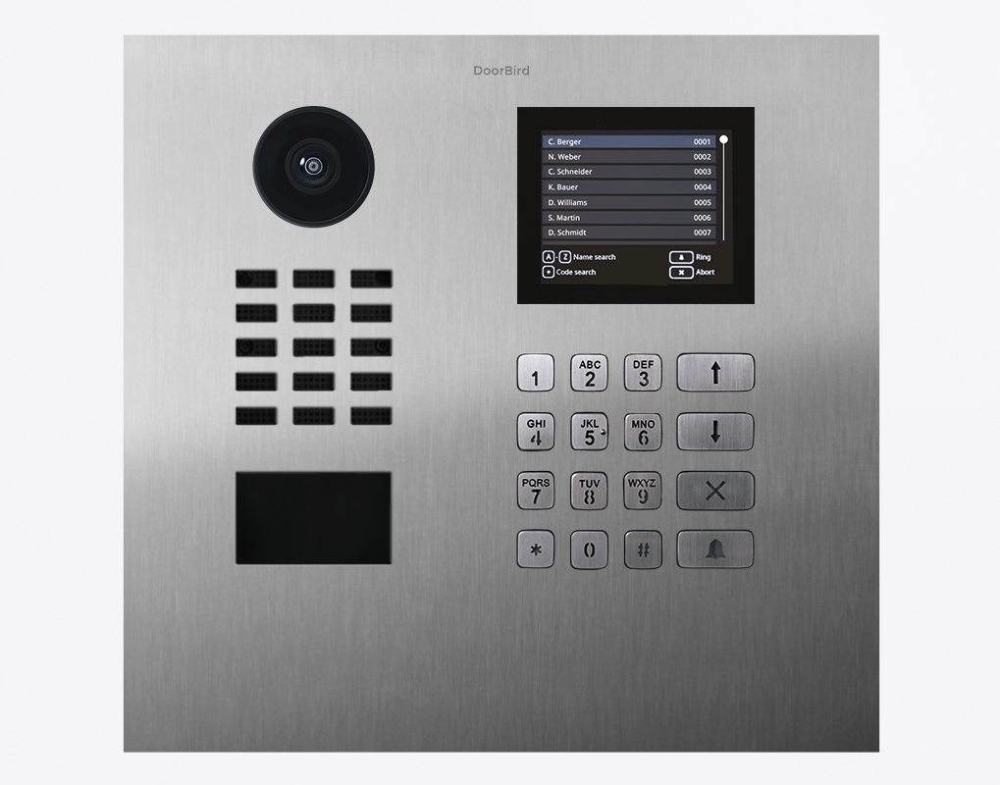 DoorBird
C. Berger 0001
N. Weber 0002
C. Schneider 0003
K. Bauer 0004
D. Williams 0005
S. Martin 0006
D. Schmidt 0007
A - Z Name search Ring
* Code search Abort
1 ABC 2 DEF 3
GHI 4 JKL 5 MNO 6
PQRS 7 TUV 8 WXYZ 9
* 0 #